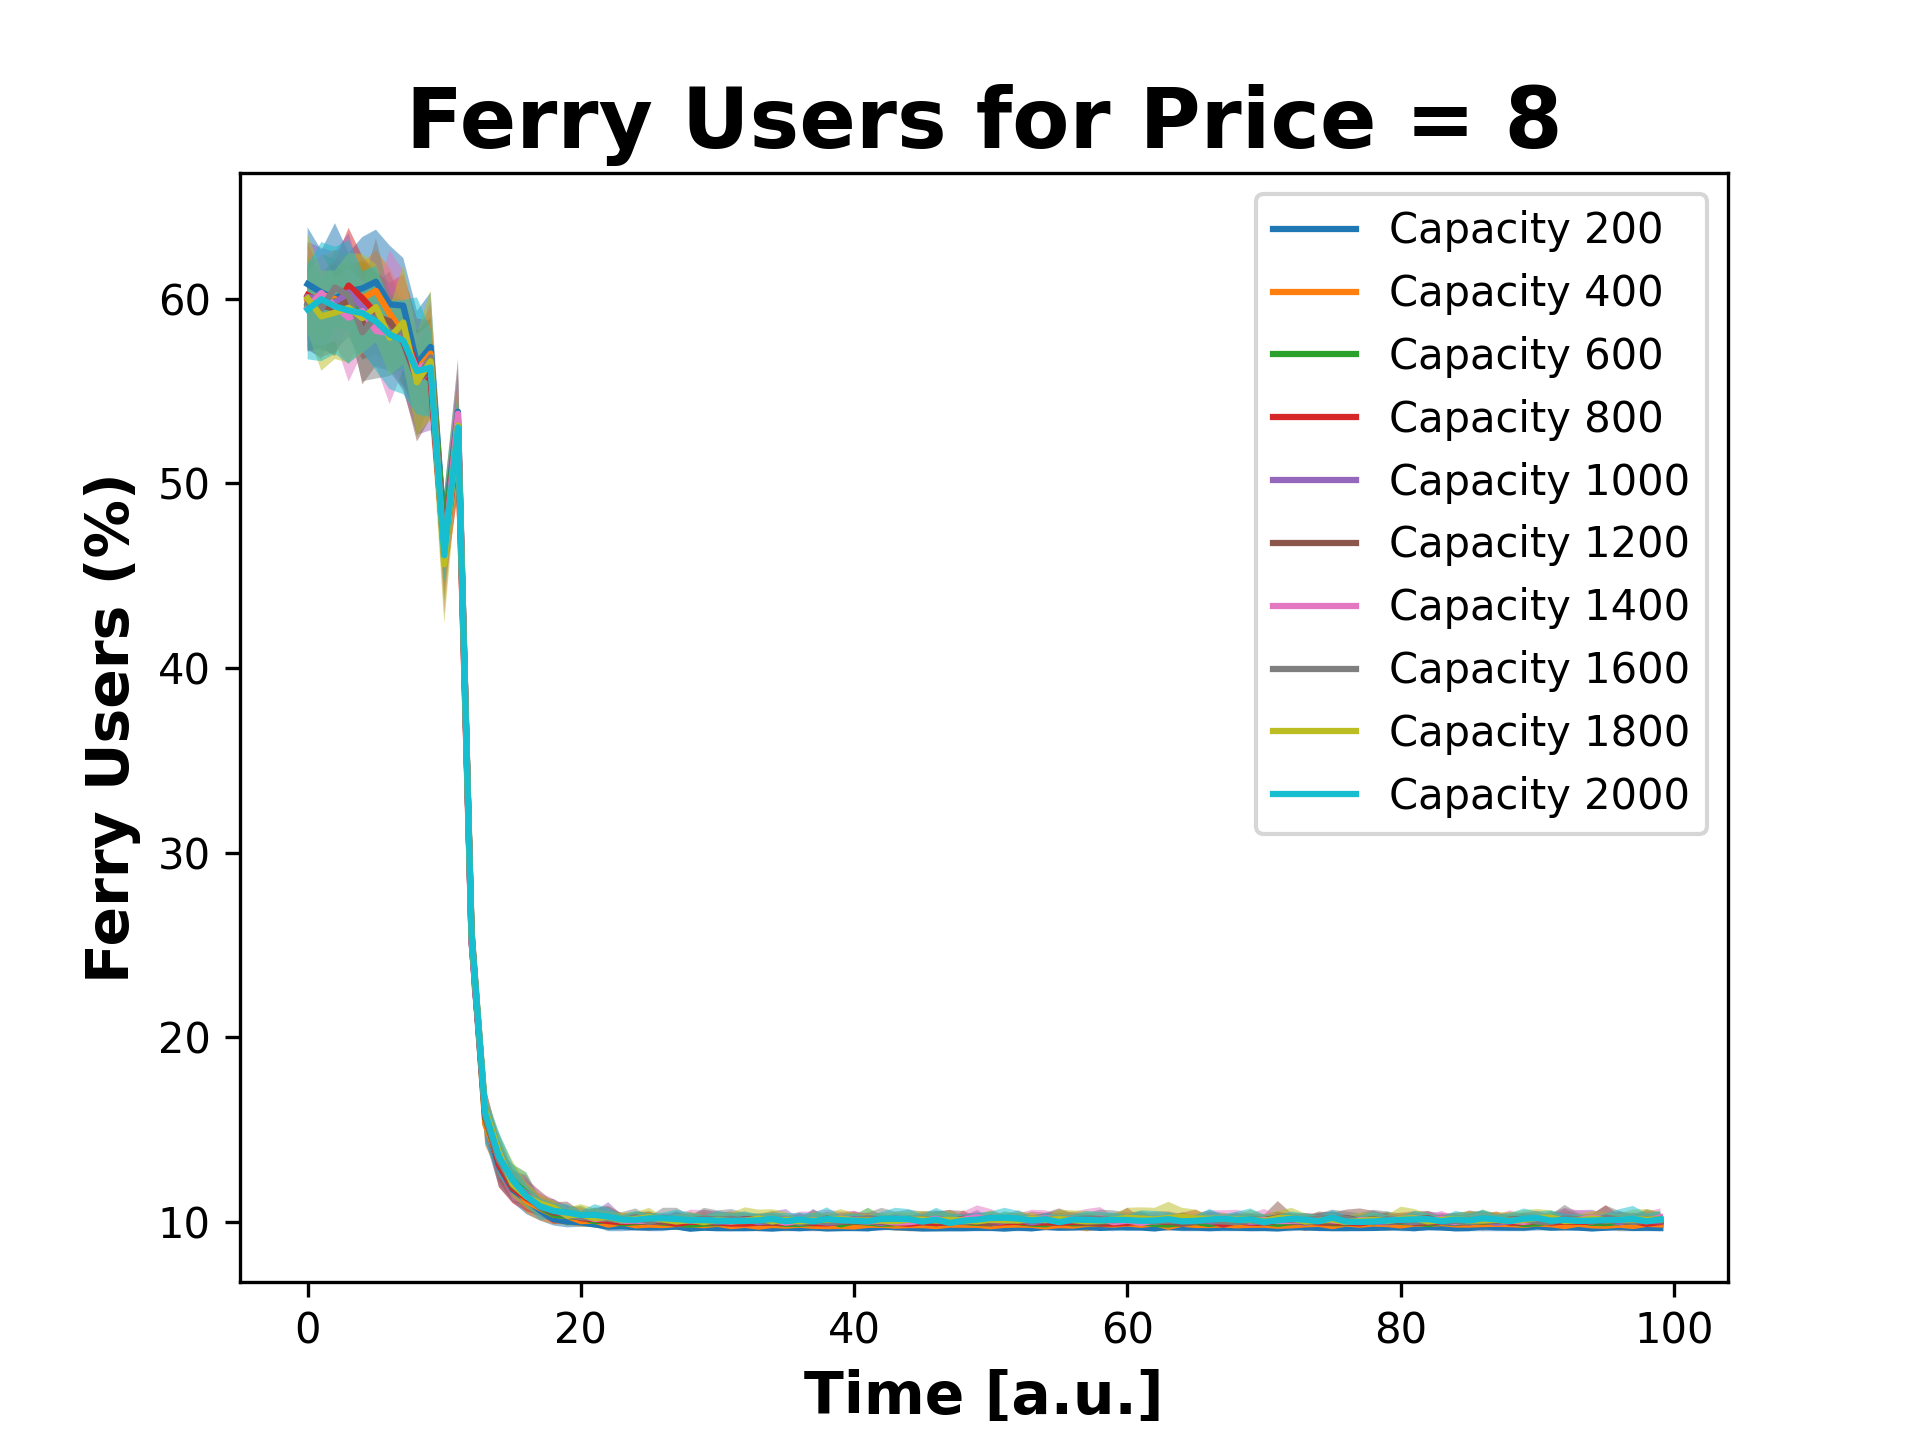 Ferry Users for Price = 8
Ferry Users (%)
60
50
40
30
20
10
Capacity 200
Capacity 400
Capacity 600
Capacity 800
Capacity 1000
Capacity 1200
Capacity 1400
Capacity 1600
Capacity 1800
Capacity 2000
0 20 40 60 80 100
Time [a.u.]